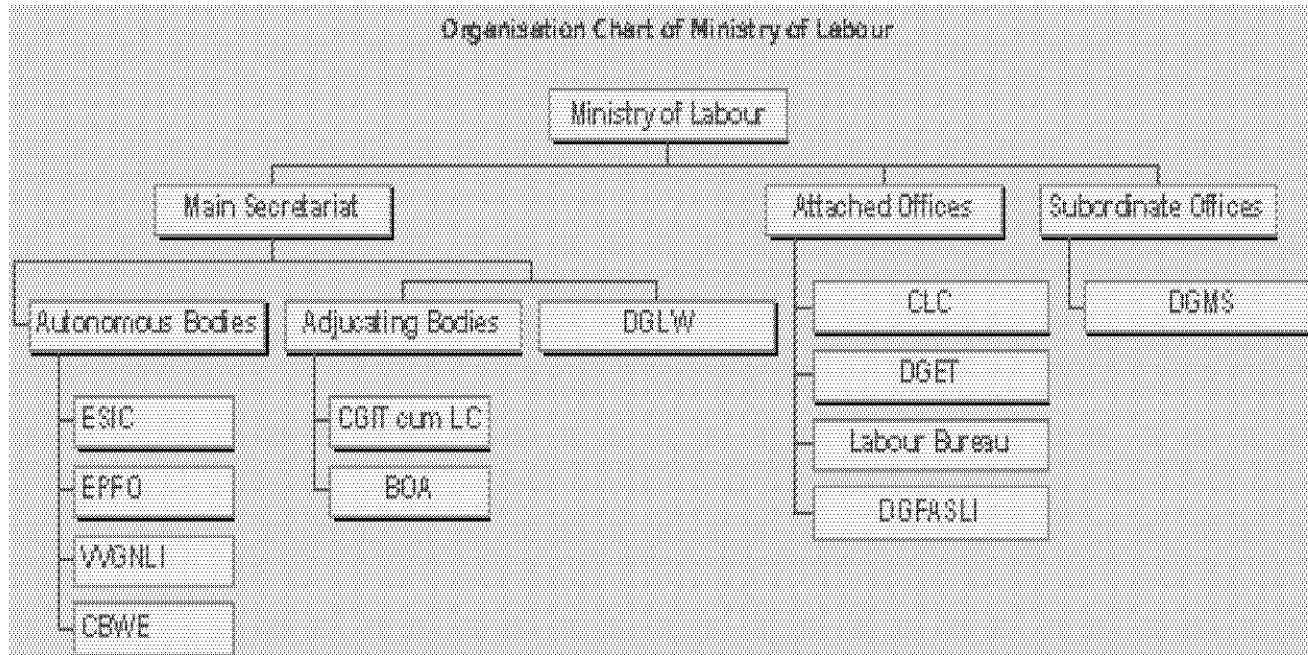 Organisation Chart of Ministry of Labour
Ministry of Labour
Main Secretariat
Attached Offices
Subordinate Offices
Autonomous Bodies
Adjucating Bodies
DGLW
CLC
DGMS
DGET
ESIC
CGIT cum LC
Labour Bureau
EPFO
BOA
DGFASLI
VVGNLI
CBWE